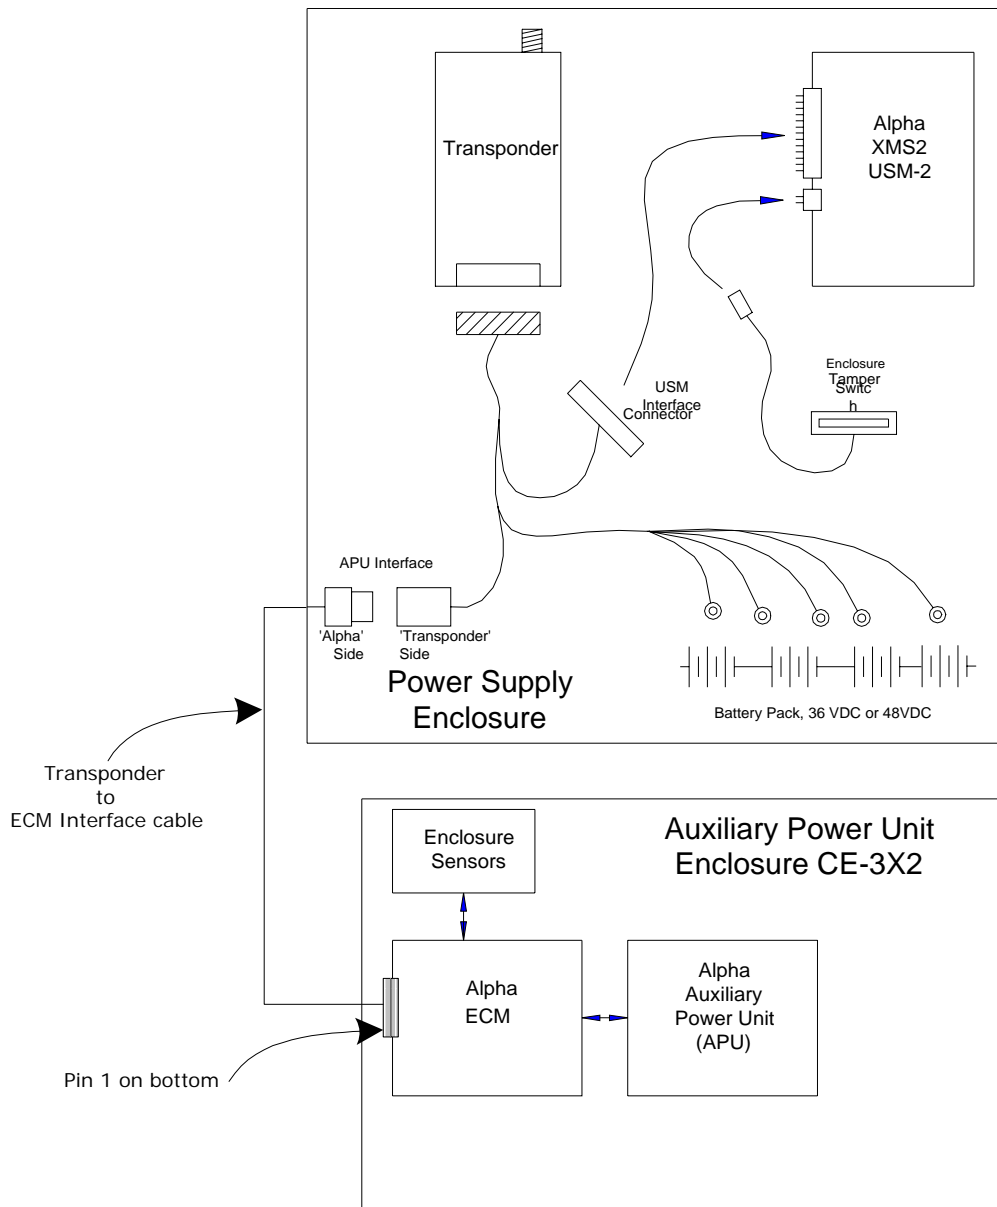 Transponder
Alpha
XMS2
USM-2
Enclosure
Tamper
Switc
h
USM
Interface
Connector
APU Interface
'Alpha'
Side
'Transponder'
Side
Power Supply
Enclosure
Battery Pack, 36 VDC or 48VDC
Transponder
to
ECM Interface cable
Auxiliary Power Unit
Enclosure CE-3X2
Enclosure
Sensors
Alpha
ECM
Alpha
Auxiliary
Power Unit
(APU)
Pin 1 on bottom